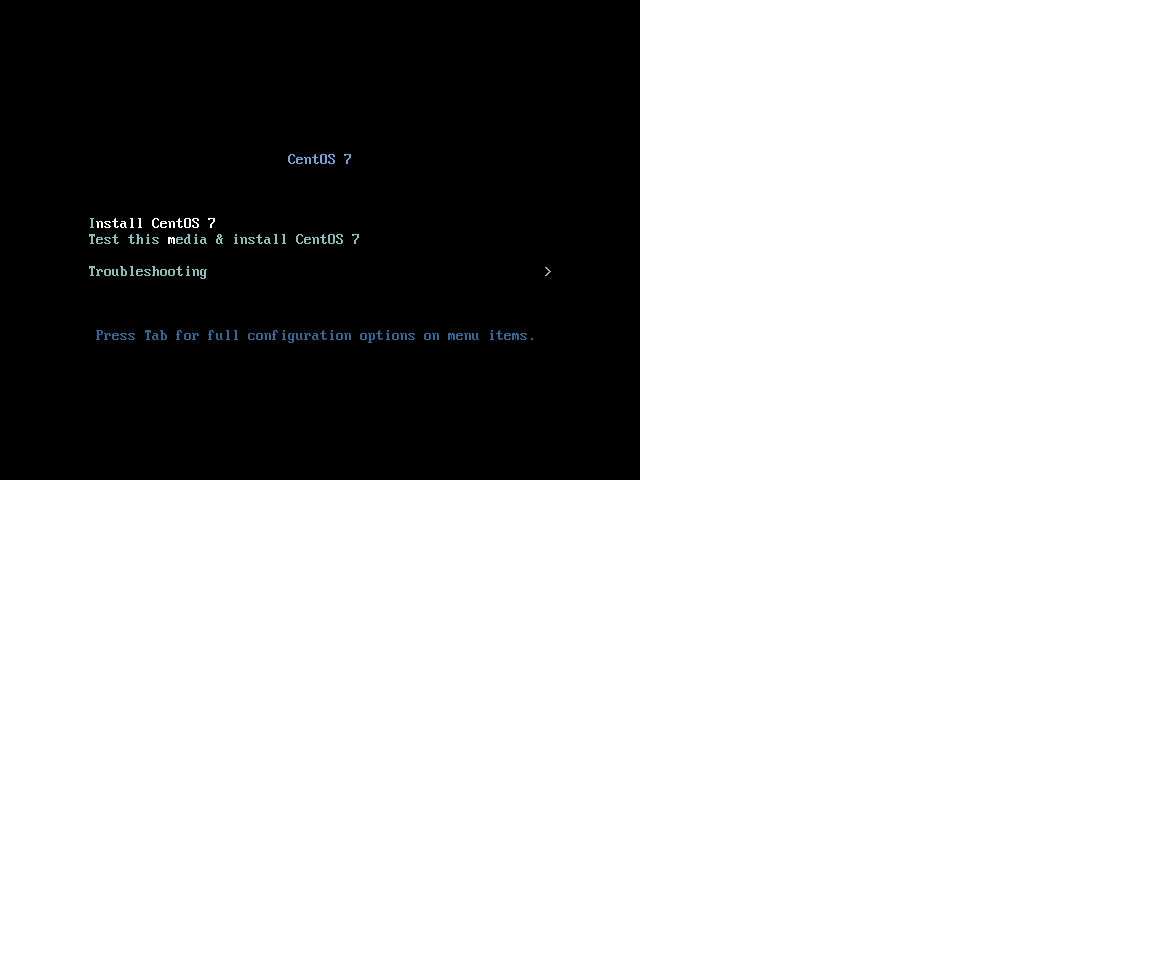 CentOS 7
Install CentOS 7
Test this media & install CentOS 7
Troubleshooting >
Press Tab for full configuration options on menu items.